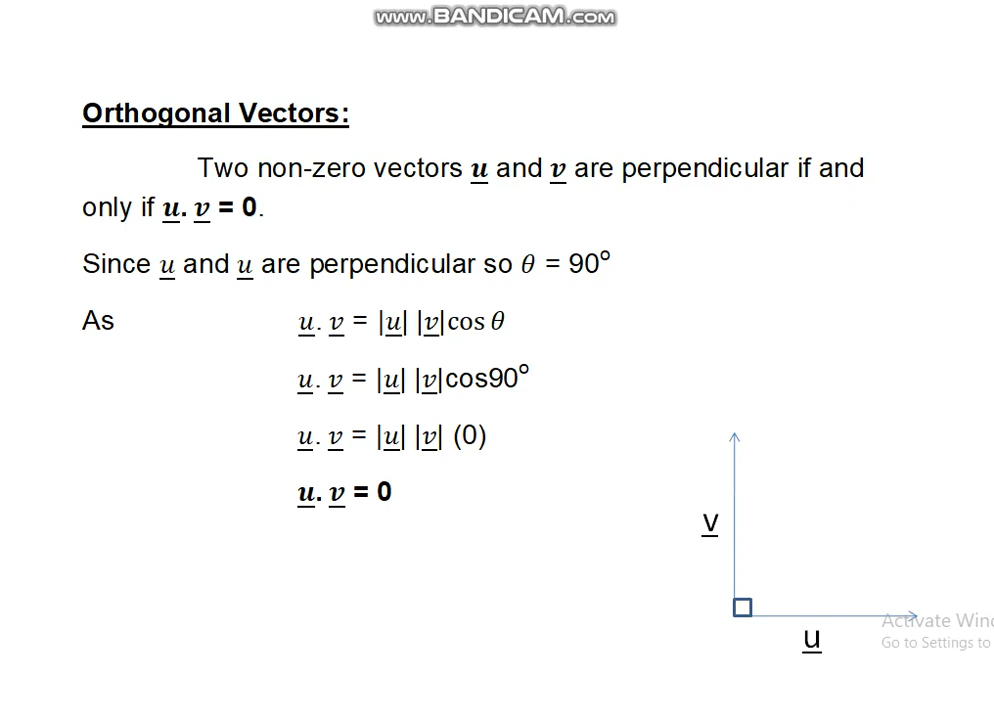 www.BANDICAM.com
Orthogonal Vectors:
Two non-zero vectors u and v are perpendicular if and
only if u. v = 0.
Since u and u are perpendicular so θ = 90°
As u. v = |u| |v|cos θ
u. v = |u| |v|cos90°
u. v = |u| |v| (0)
u. v = 0
v
u
Activate Wind
Go to Settings to